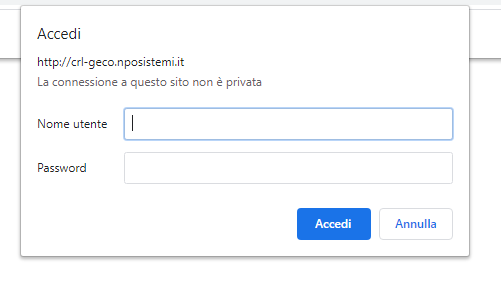 Accedi
http://crl-geco.nposistemi.it
La connessione a questo sito non è privata
Nome utente
Password
Accedi Annulla